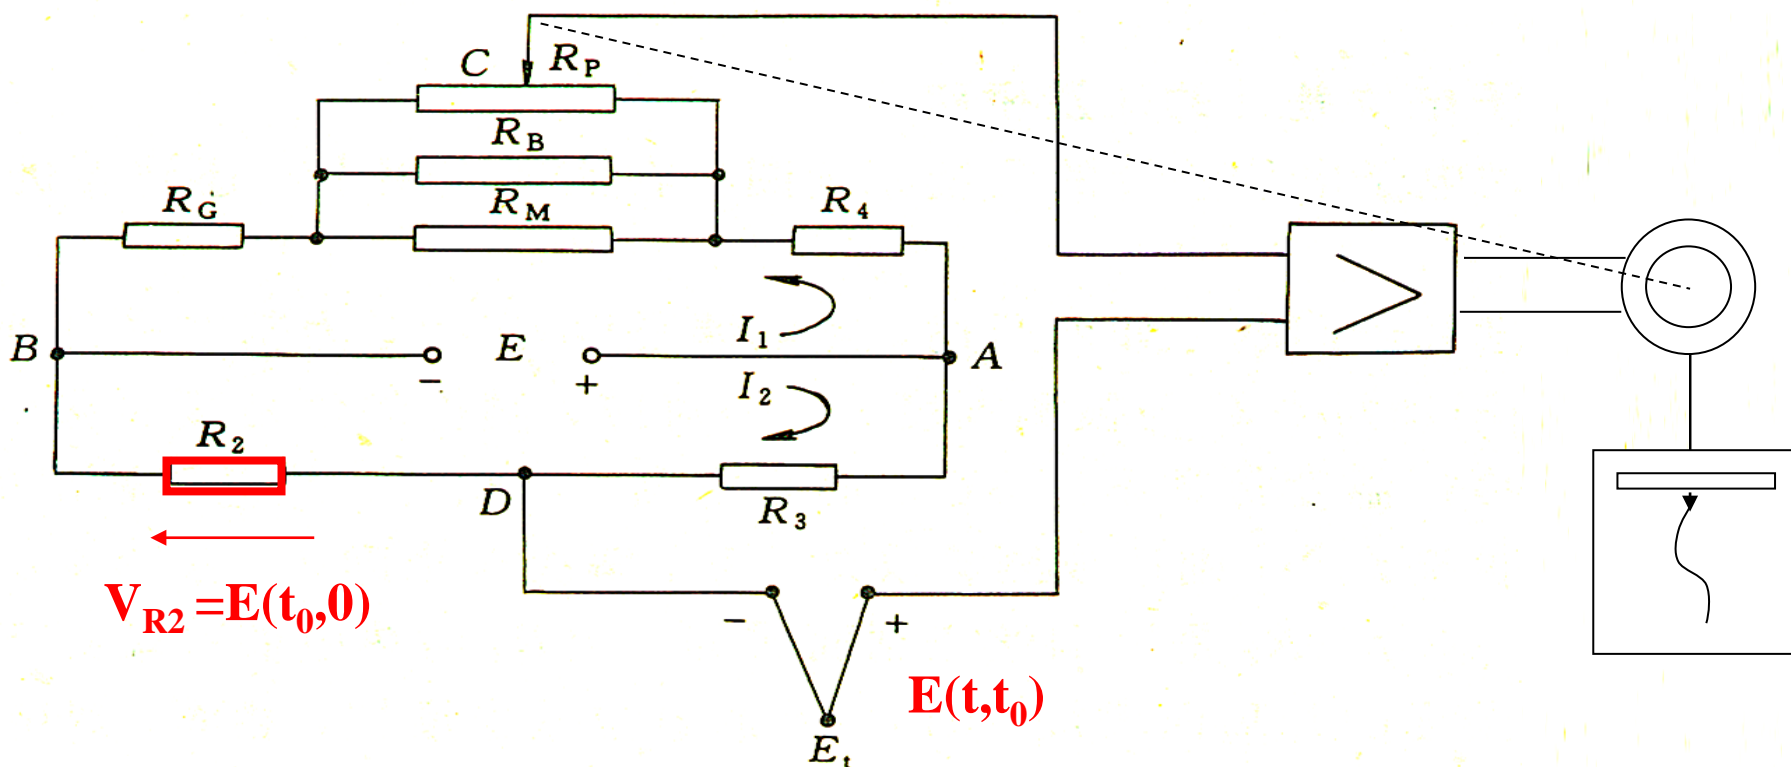 C R_P
R_B
R_G R_M R_4
I_1
B E A
- +
I_2
R_2
D R_3
V_R2 =E(t_0,0)
- +
E(t,t_0)
E_t